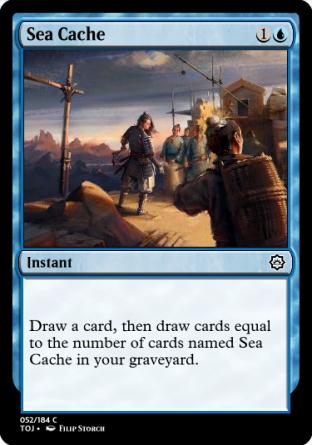 Sea Cache 1
Instant
Draw a card, then draw cards equal
to the number of cards named Sea
Cache in your graveyard.
052/184 C
TOJ • Filip Storch